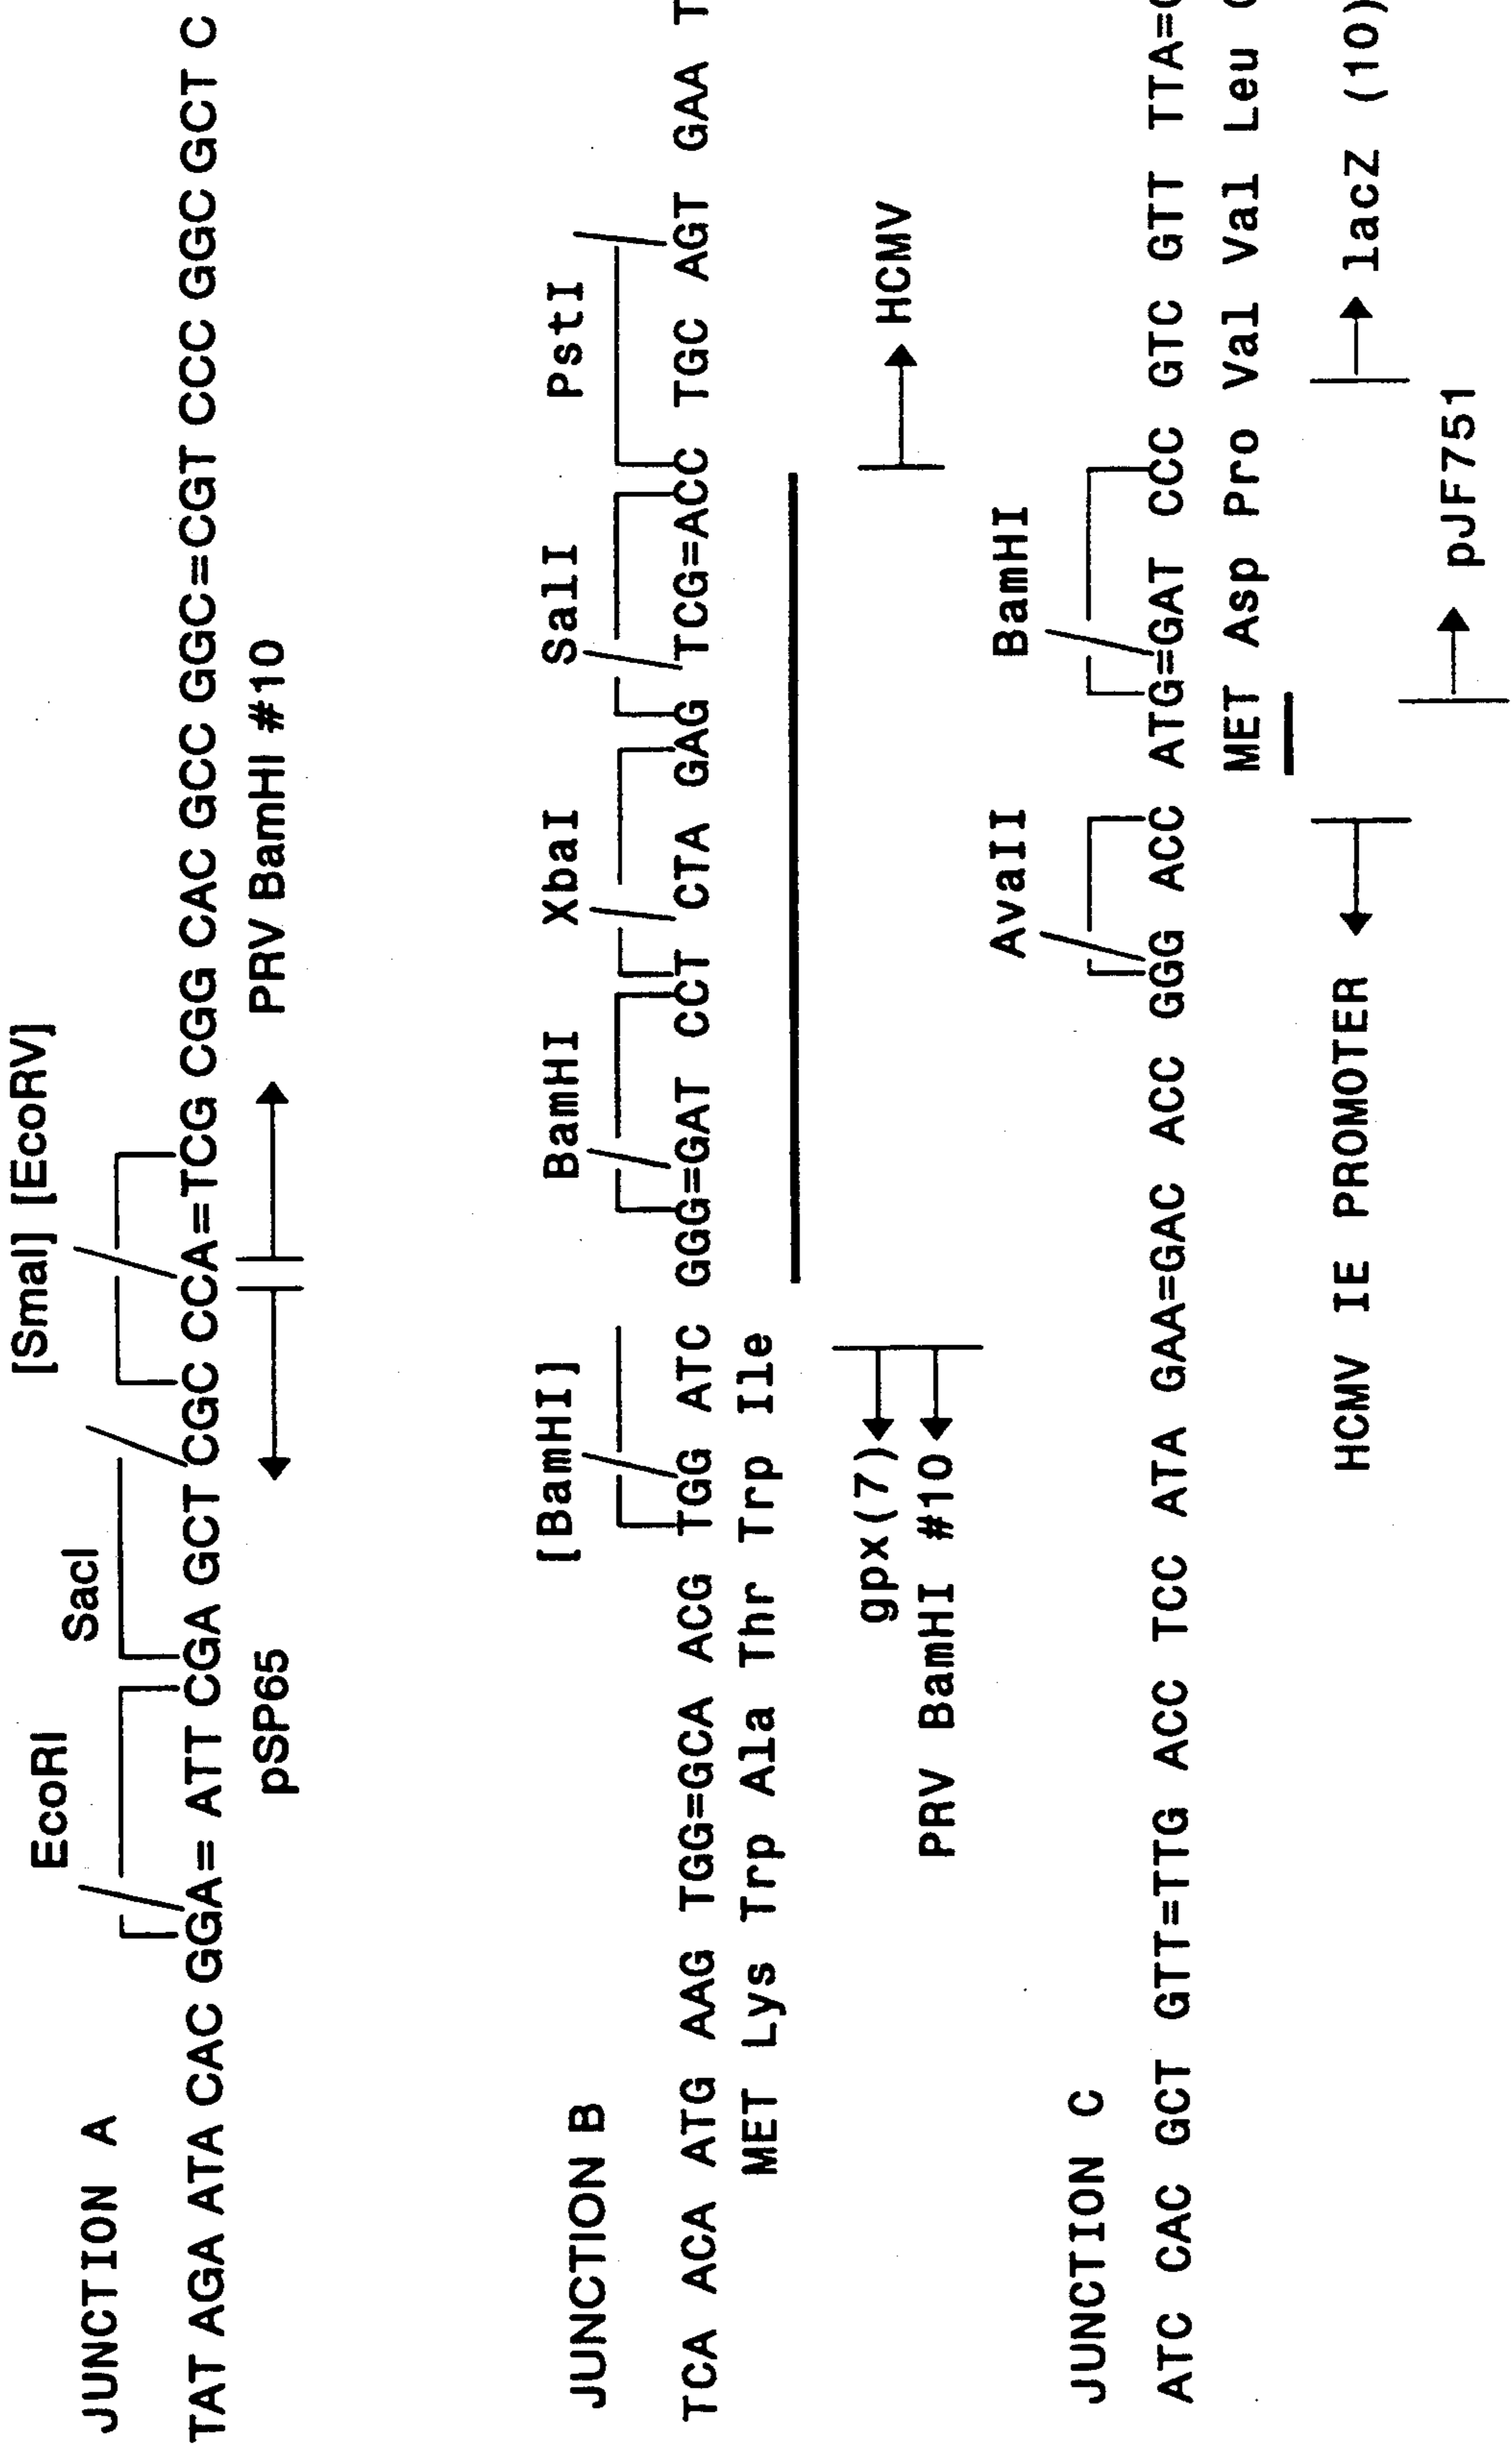 JUNCTION A
EcoRI SacI [SmaI] [EcoRV]
TAT AGA ATA CAC GGA= ATT CGA GCT CGC CCA=TCG CGG CAC GCC GGC=CGT CCC GGC GCT C
pSP65 PRV BamHI #10
JUNCTION B
[BamHI] BamHI XbaI SalI PstI
TCA ACA ATG AAG TGG=GCA ACG TGG ATC GGG=GAT CCT CTA GAG TCG=ACC TGC AGT GAA T
MET Lys Trp Ala Thr Trp Ile
gpx(7) HCMV
PRV BamHI #10
JUNCTION C
AvaII BamHI
ATC CAC GCT GTT=TTG ACC TCC ATA GAA=GAC ACC GGG ACC ATG=GAT CCC GTC GTT TTA=
MET Asp Pro Val Val Leu
HCMV IE PROMOTER lacZ (10)
pJF751